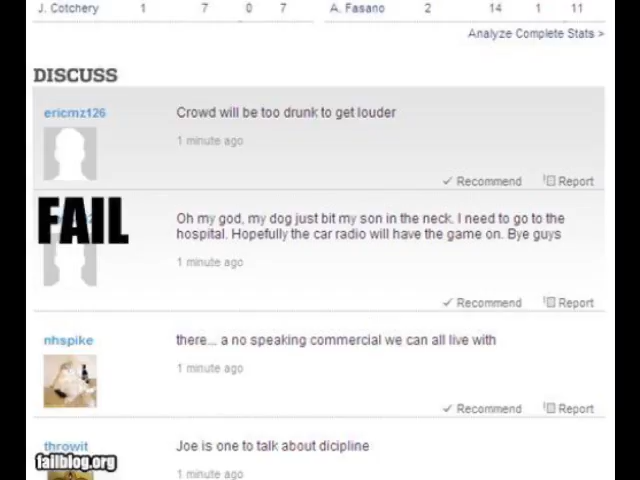 J. Cotchery 1 7 0 7 A. Fasano 2 14 1 11
Analyze Complete Stats >
DISCUSS
ericmz126 Crowd will be too drunk to get louder
1 minute ago
Recommend Report
FAIL Oh my god, my dog just bit my son in the neck. I need to go to the
hospital. Hopefully the car radio will have the game on. Bye guys
1 minute ago
Recommend Report
nhspike there... a no speaking commercial we can all live with
1 minute ago
Recommend Report
throwit Joe is one to talk about dicipline
failblog.org
1 minute ago